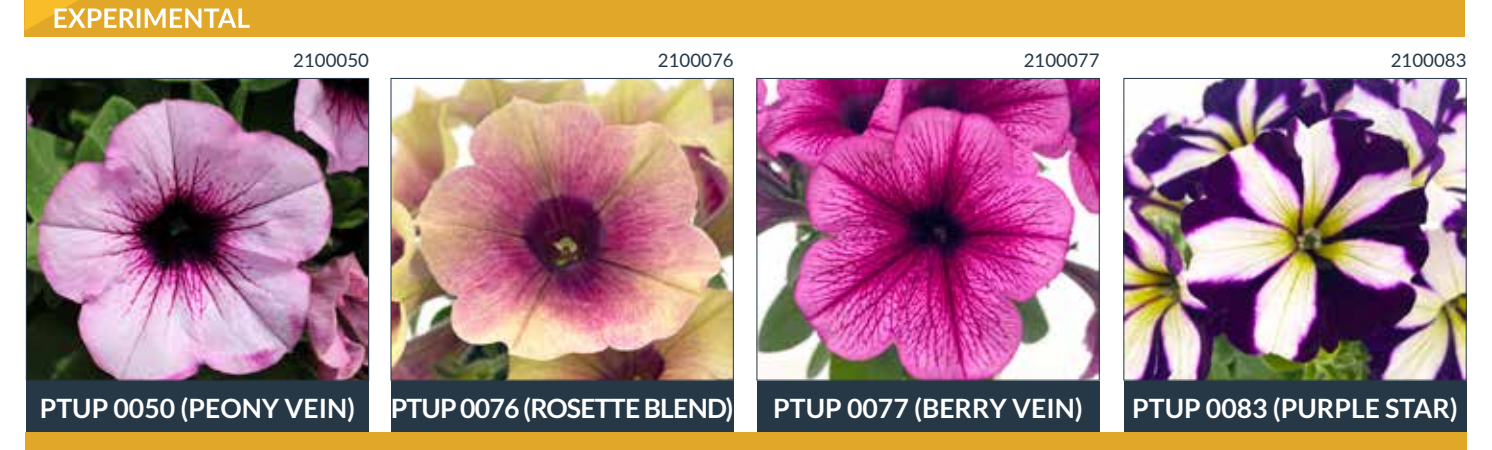 EXPERIMENTAL
2100050
2100076
2100077
2100083
PTUP 0050 (PEONY VEIN)
PTUP 0076 (ROSETTE BLEND)
PTUP 0077 (BERRY VEIN)
PTUP 0083 (PURPLE STAR)